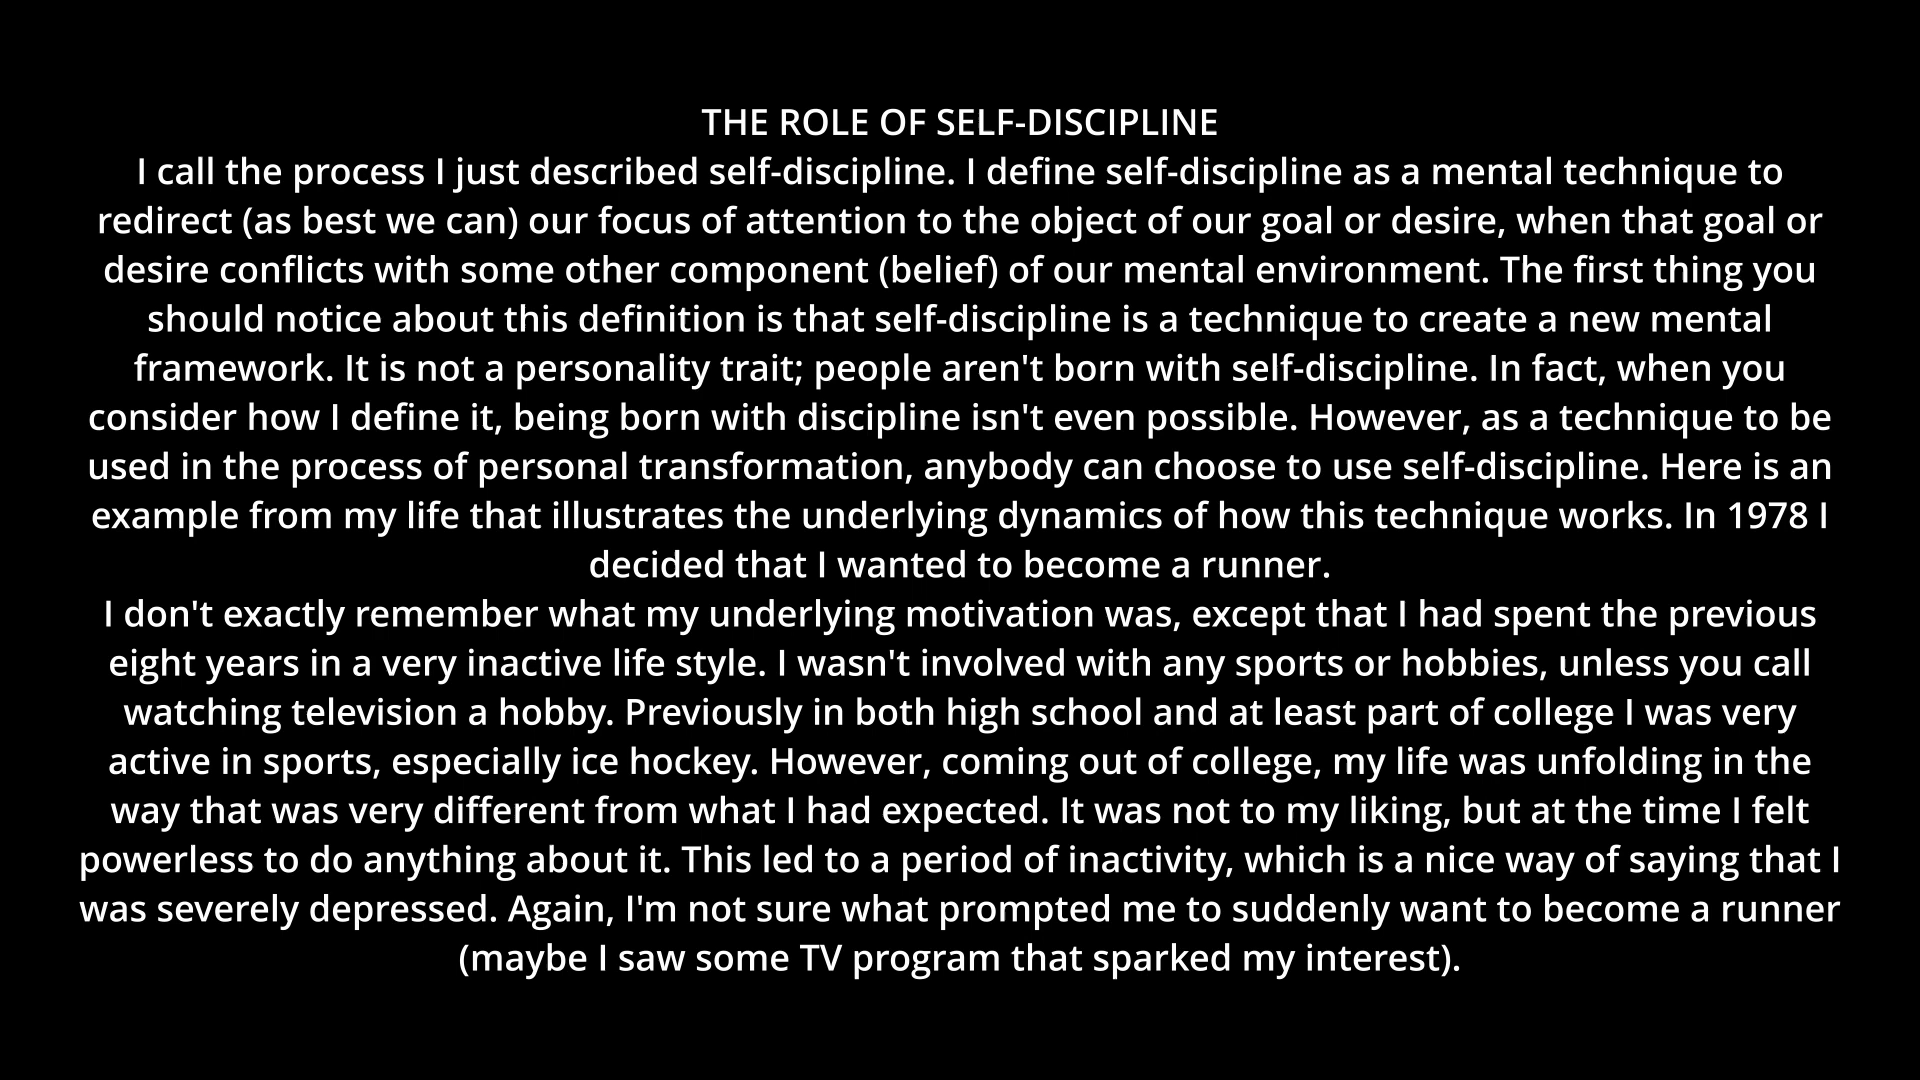 THE ROLE OF SELF-DISCIPLINE
I call the process I just described self-discipline. I define self-discipline as a mental technique to
redirect (as best we can) our focus of attention to the object of our goal or desire, when that goal or
desire conflicts with some other component (belief) of our mental environment. The first thing you
should notice about this definition is that self-discipline is a technique to create a new mental
framework. It is not a personality trait; people aren't born with self-discipline. In fact, when you
consider how I define it, being born with discipline isn't even possible. However, as a technique to be
used in the process of personal transformation, anybody can choose to use self-discipline. Here is an
example from my life that illustrates the underlying dynamics of how this technique works. In 1978 I
decided that I wanted to become a runner.
I don't exactly remember what my underlying motivation was, except that I had spent the previous
eight years in a very inactive life style. I wasn't involved with any sports or hobbies, unless you call
watching television a hobby. Previously in both high school and at least part of college I was very
active in sports, especially ice hockey. However, coming out of college, my life was unfolding in the
way that was very different from what I had expected. It was not to my liking, but at the time I felt
powerless to do anything about it. This led to a period of inactivity, which is a nice way of saying that I
was severely depressed. Again, I'm not sure what prompted me to suddenly want to become a runner
(maybe I saw some TV program that sparked my interest).